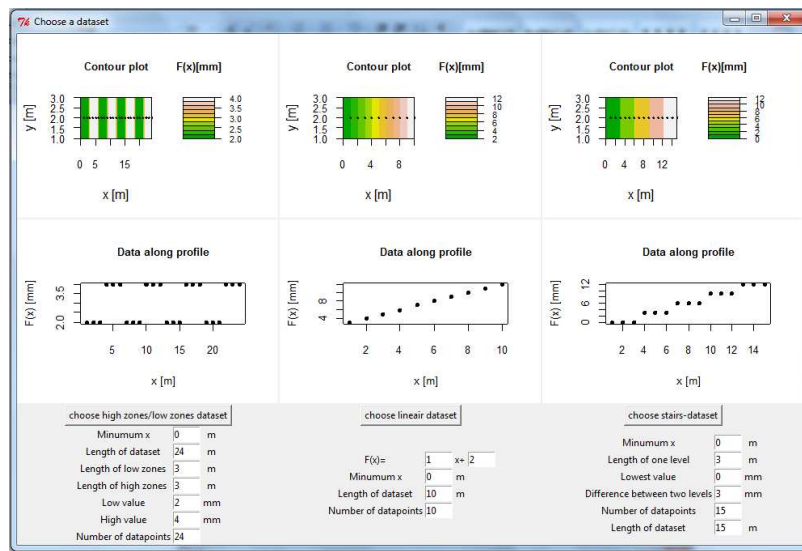 Choose a dataset
Contour plot
F(x)[mm]
y [m]
3.0
2.5
2.0
1.5
1.0
0 5 15
x [m]
4.0
3.5
3.0
2.5
2.0
Contour plot
F(x)[mm]
y [m]
3.0
2.5
2.0
1.5
1.0
0 4 8
x [m]
12
10
8
6
4
2
Contour plot
F(x)[mm]
y [m]
3.0
2.5
2.0
1.5
1.0
0 4 8 12
x [m]
12
10
8
6
4
2
0
Data along profile
F(x) [mm]
3.5
2.0
5 10 15 20
x [m]
Data along profile
F(x) [mm]
8
4
2 4 6 8 10
x [m]
Data along profile
F(x) [mm]
12
6
0
2 4 6 8 10 12 14
x [m]
choose high zones/low zones dataset
Minumum x 0 m
Length of dataset 24 m
Length of low zones 3 m
Length of high zones 3 m
Low value 2 mm
High value 4 mm
Number of datapoints 24
choose lineair dataset
F(x)= 1 x+ 2
Minumum x 0 m
Length of dataset 10 m
Number of datapoints 10
choose stairs-dataset
Minumum x 0 m
Length of one level 3 m
Lowest value 0 mm
Difference between two levels 3 mm
Number of datapoints 15
Length of dataset 15 m